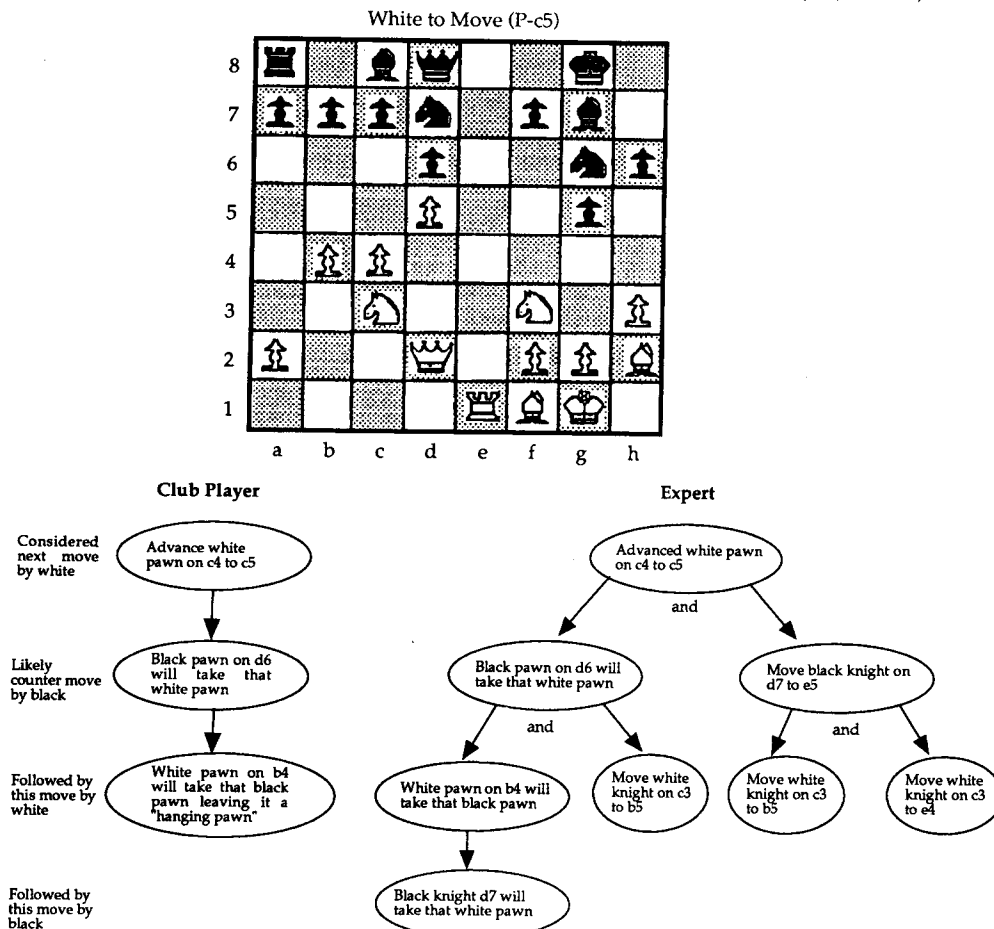 White to Move (P-c5)
8
7
6
5
4
3
2
1
a b c d e f g h
Club Player
Expert
Considered
next move
by white
Advance white
pawn on c4 to c5
Advanced white pawn
on c4 to c5
and
Likely
counter move
by black
Black pawn on d6
will take that
white pawn
Black pawn on d6 will
take that white pawn
Move black knight on
d7 to e5
and
and
Followed by
this move by
white
White pawn on b4
will take that black
pawn leaving it a
"hanging pawn"
White pawn on b4 will
take that black pawn
Move white
knight on c3
to b5
Move white
knight on c3
to b5
Move white
knight on c3
to e4
Followed by
this move by
black
Black knight d7 will
take that white pawn